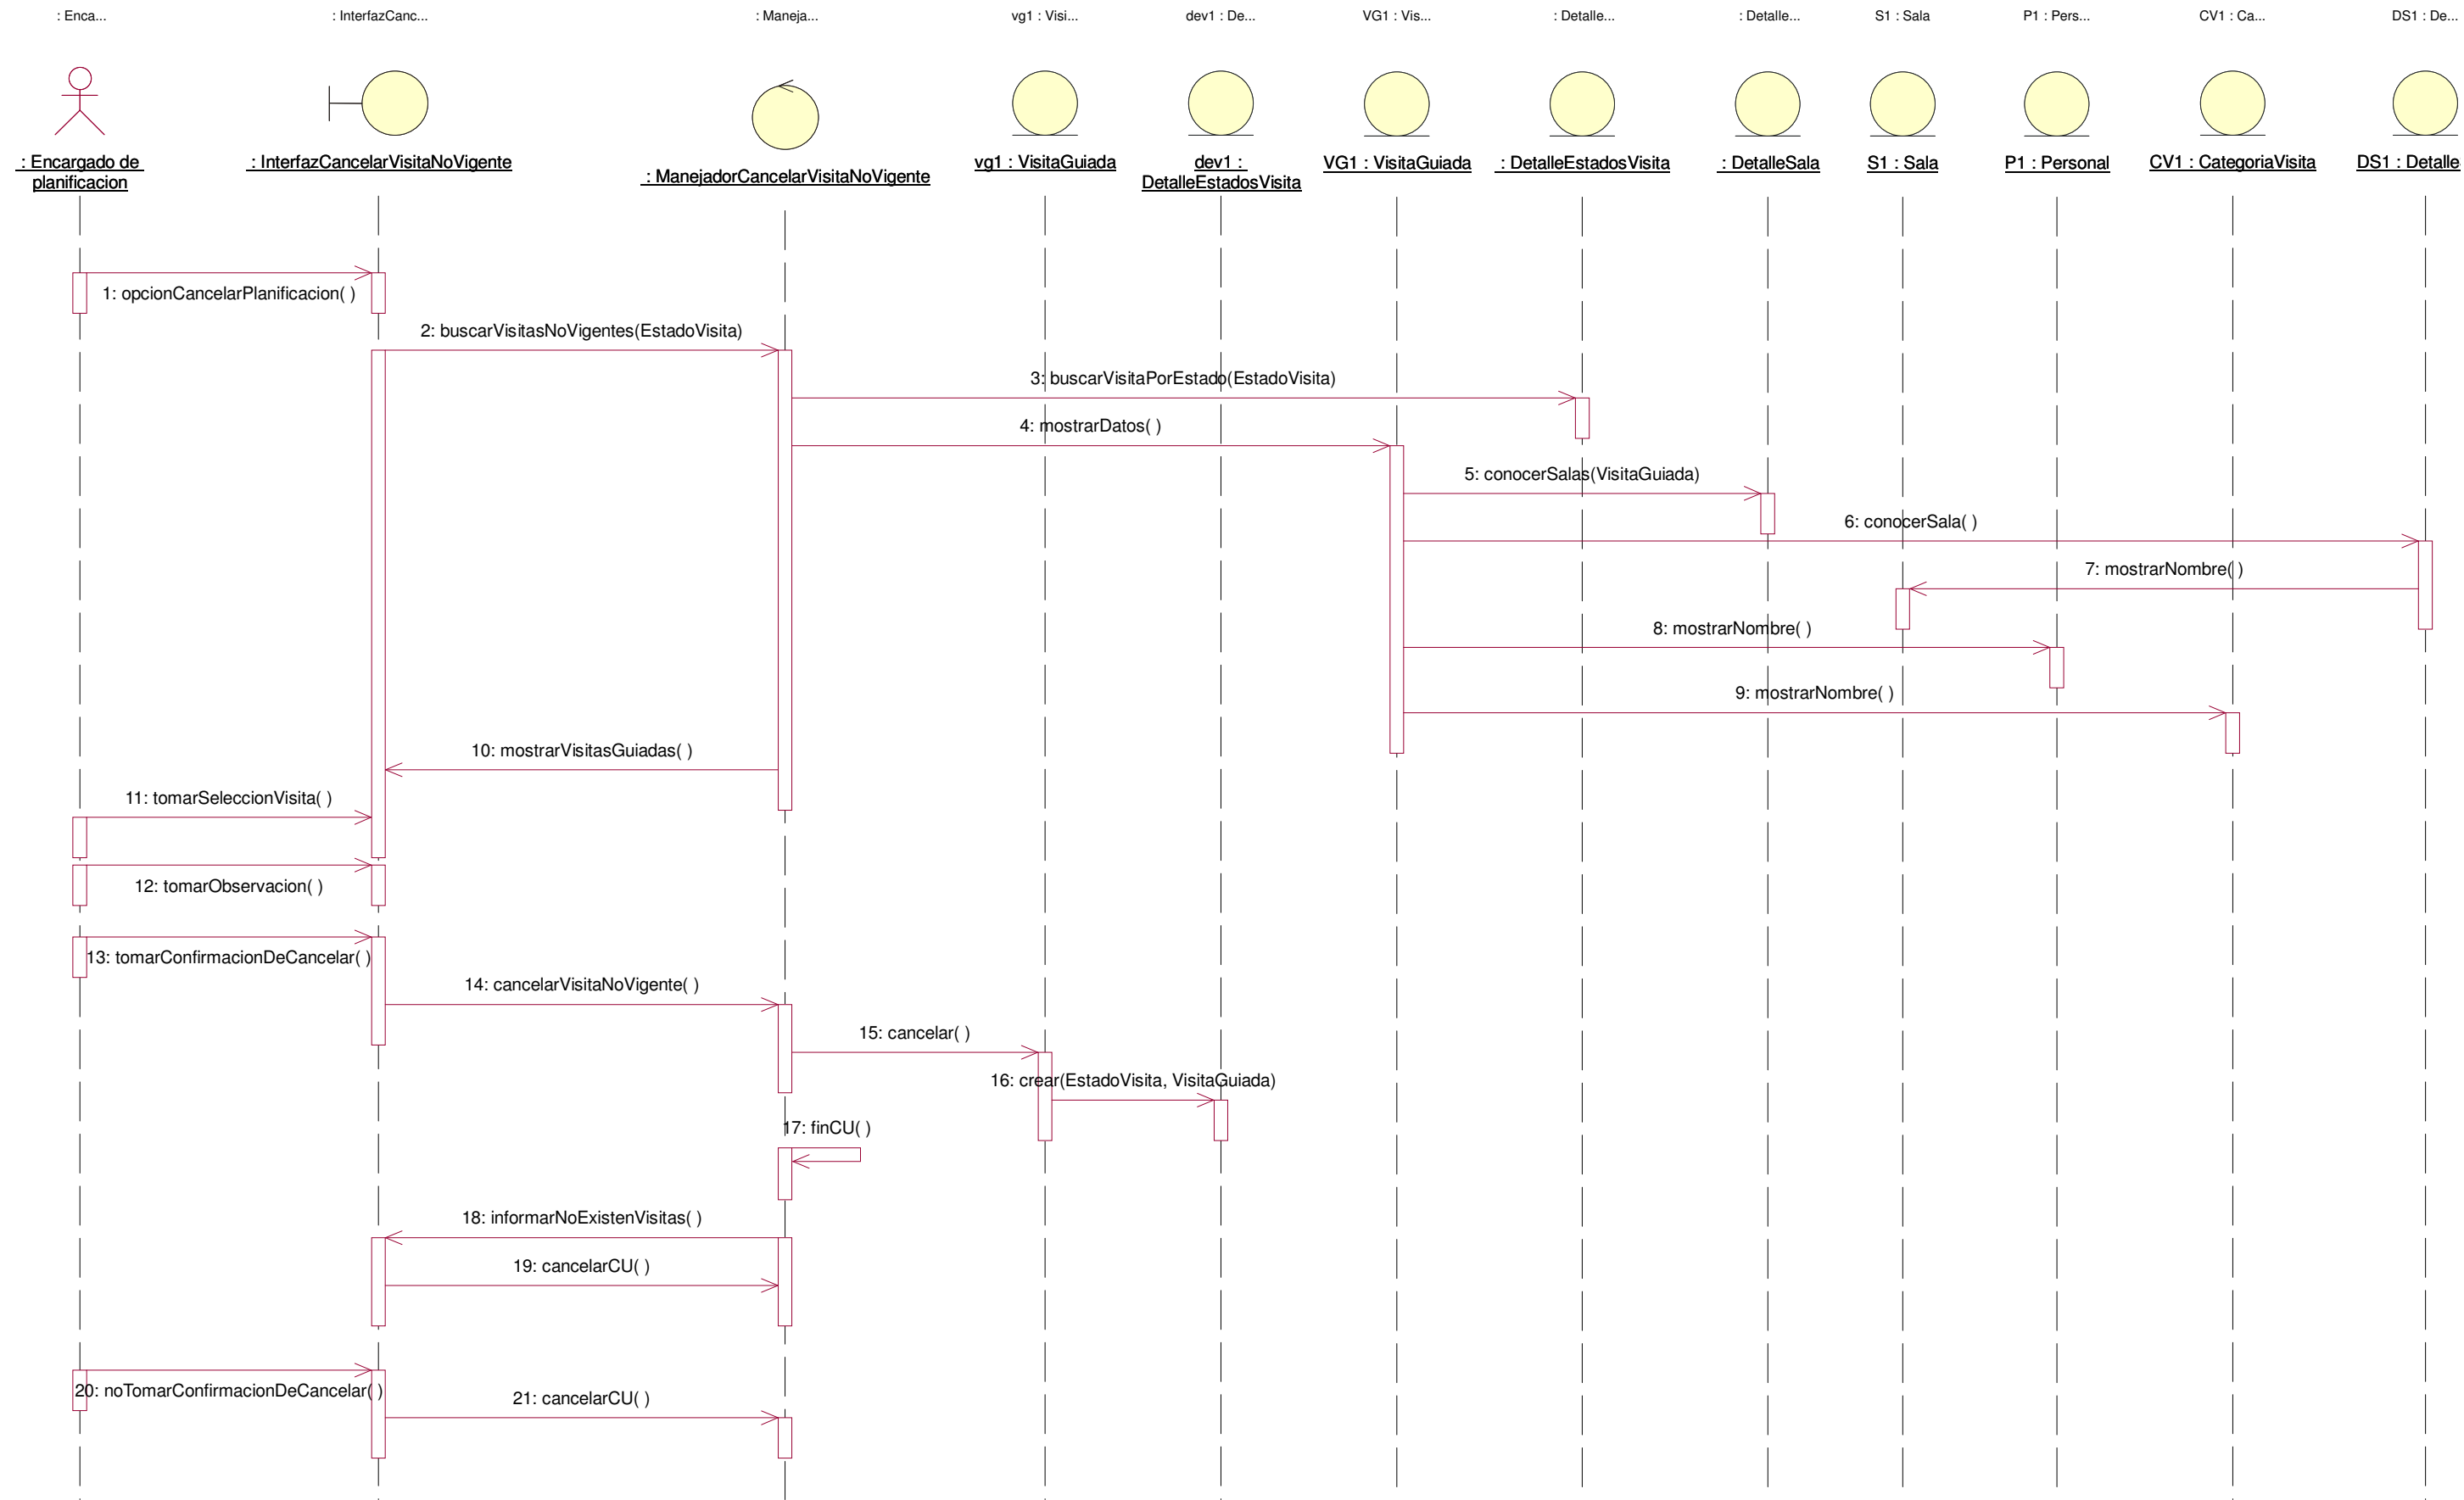 : Enca...
: InterfazCanc...
: Maneja...
vg1 : Visi...
dev1 : De...
VG1 : Vis...
: Detalle...
: Detalle...
S1 : Sala
P1 : Pers...
CV1 : Ca...
DS1 : De...
: Encargado de
planificacion
: InterfazCancelarVisitaNoVigente
: ManejadorCancelarVisitaNoVigente
vg1 : VisitaGuiada
dev1 :
DetalleEstadosVisita
VG1 : VisitaGuiada
: DetalleEstadosVisita
: DetalleSala
S1 : Sala
P1 : Personal
CV1 : CategoriaVisita
DS1 : Detalle
1: opcionCancelarPlanificacion( )
2: buscarVisitasNoVigentes(EstadoVisita)
3: buscarVisitaPorEstado(EstadoVisita)
4: mostrarDatos( )
5: conocerSalas(VisitaGuiada)
6: conocerSala( )
7: mostrarNombre( )
8: mostrarNombre( )
9: mostrarNombre( )
10: mostrarVisitasGuiadas( )
11: tomarSeleccionVisita( )
12: tomarObservacion( )
13: tomarConfirmacionDeCancelar( )
14: cancelarVisitaNoVigente( )
15: cancelar( )
16: crear(EstadoVisita, VisitaGuiada)
17: finCU( )
18: informarNoExistenVisitas( )
19: cancelarCU( )
20: noTomarConfirmacionDeCancelar( )
21: cancelarCU( )